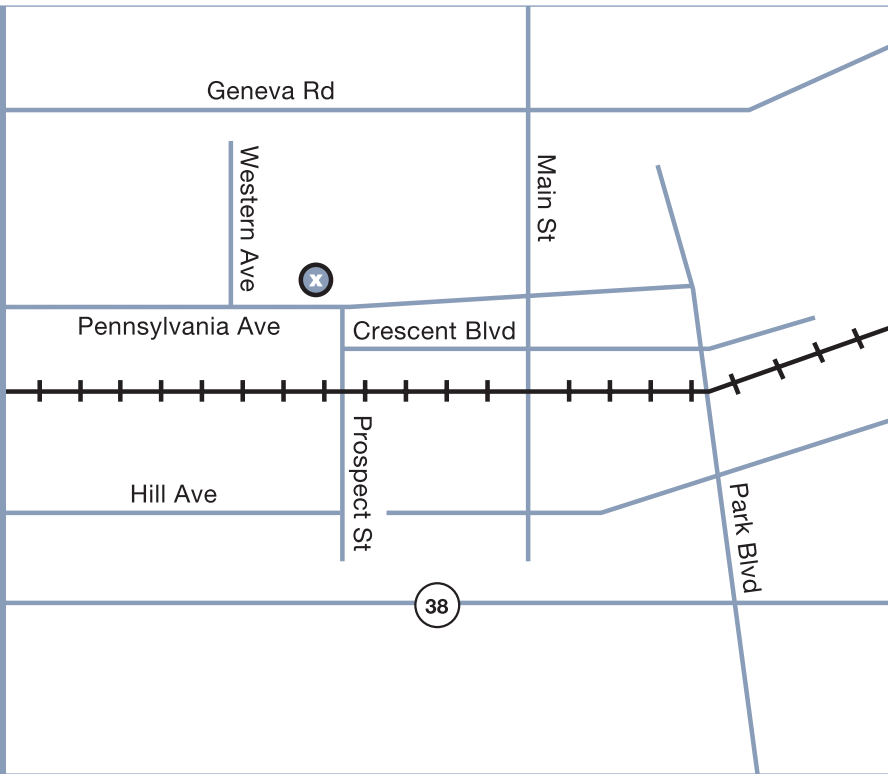 Geneva Rd
Western Ave
Main St
x
Pennsylvania Ave
Crescent Blvd
Prospect St
Hill Ave
Park Blvd
38